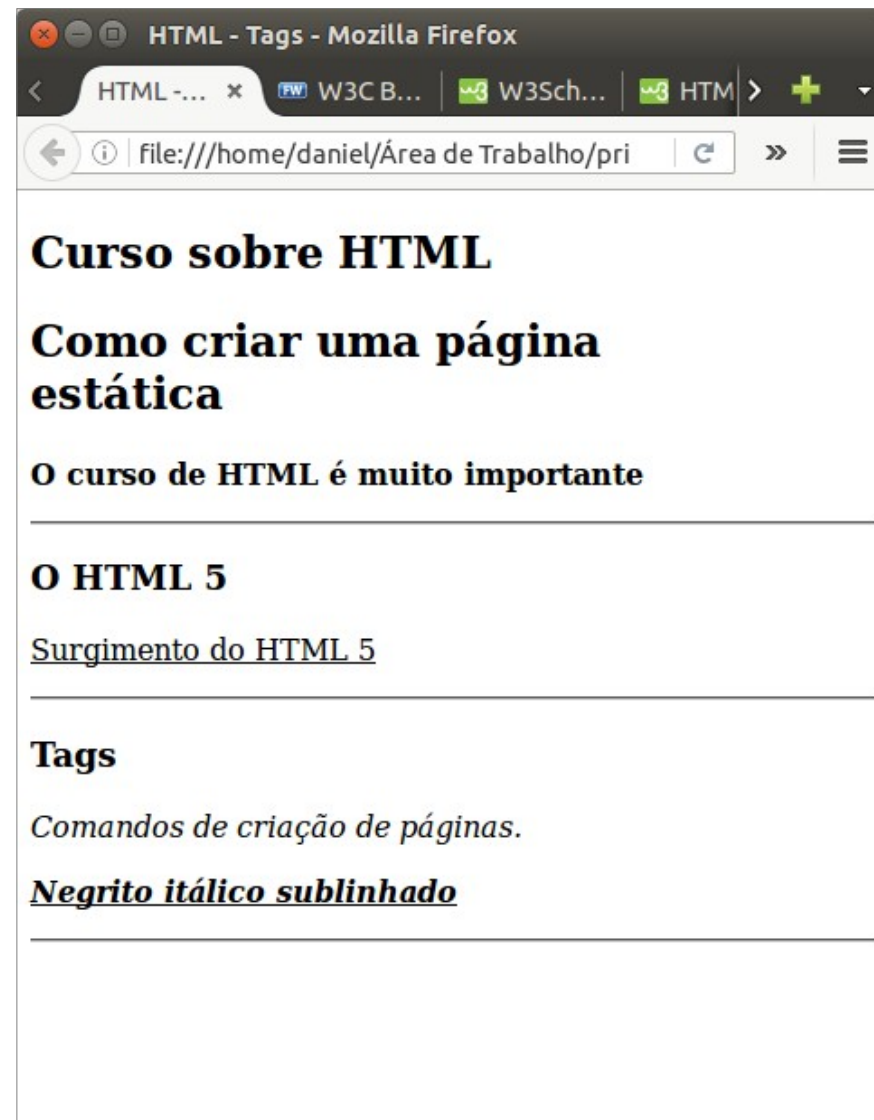 HTML - Tags - Mozilla Firefox
HTML -... W3C B... W3Sch... HTM
file:///home/daniel/Área de Trabalho/pri
Curso sobre HTML
Como criar uma página
estática
O curso de HTML é muito importante
O HTML 5
Surgimento do HTML 5
Tags
Comandos de criação de páginas.
Negrito itálico sublinhado